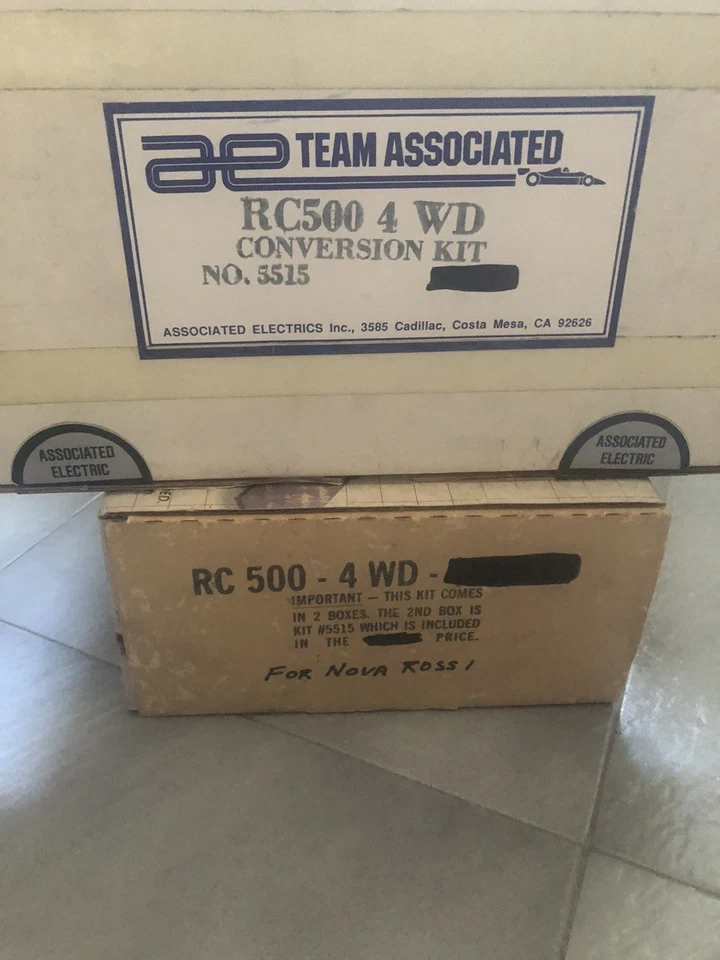 ae TEAM ASSOCIATED
RC500 4 WD
CONVERSION KIT
NO. 5515
ASSOCIATED ELECTRICS Inc., 3585 Cadillac, Costa Mesa, CA 92626
ASSOCIATED
ELECTRIC
ASSOCIATED
ELECTRIC
ED.
RC 500 - 4 WD -
IMPORTANT — THIS KIT COMES
IN 2 BOXES. THE 2ND BOX IS
KIT #5515 WHICH IS INCLUDED
IN THE PRICE.
FOR NOVA ROSSI